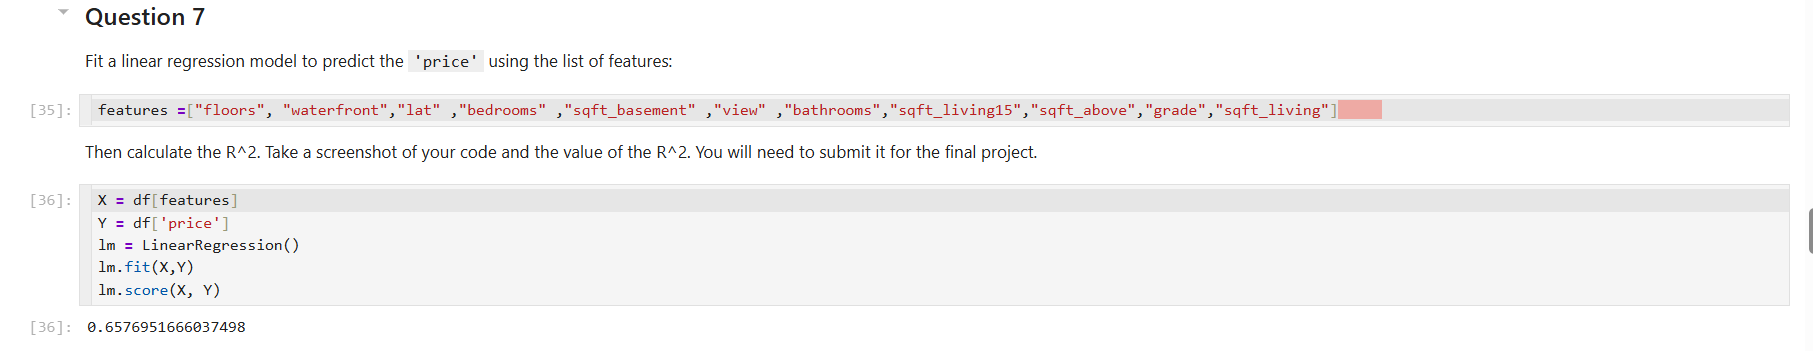 Question 7
Fit a linear regression model to predict the 'price' using the list of features:
[35]: features =["floors", "waterfront","lat" ,"bedrooms" ,"sqft_basement" ,"view" ,"bathrooms","sqft_living15","sqft_above","grade","sqft_living"]
Then calculate the R^2. Take a screenshot of your code and the value of the R^2. You will need to submit it for the final project.
[36]: X = df[features]
Y = df['price']
lm = LinearRegression()
lm.fit(X,Y)
lm.score(X, Y)
[36]: 0.6576951666037498